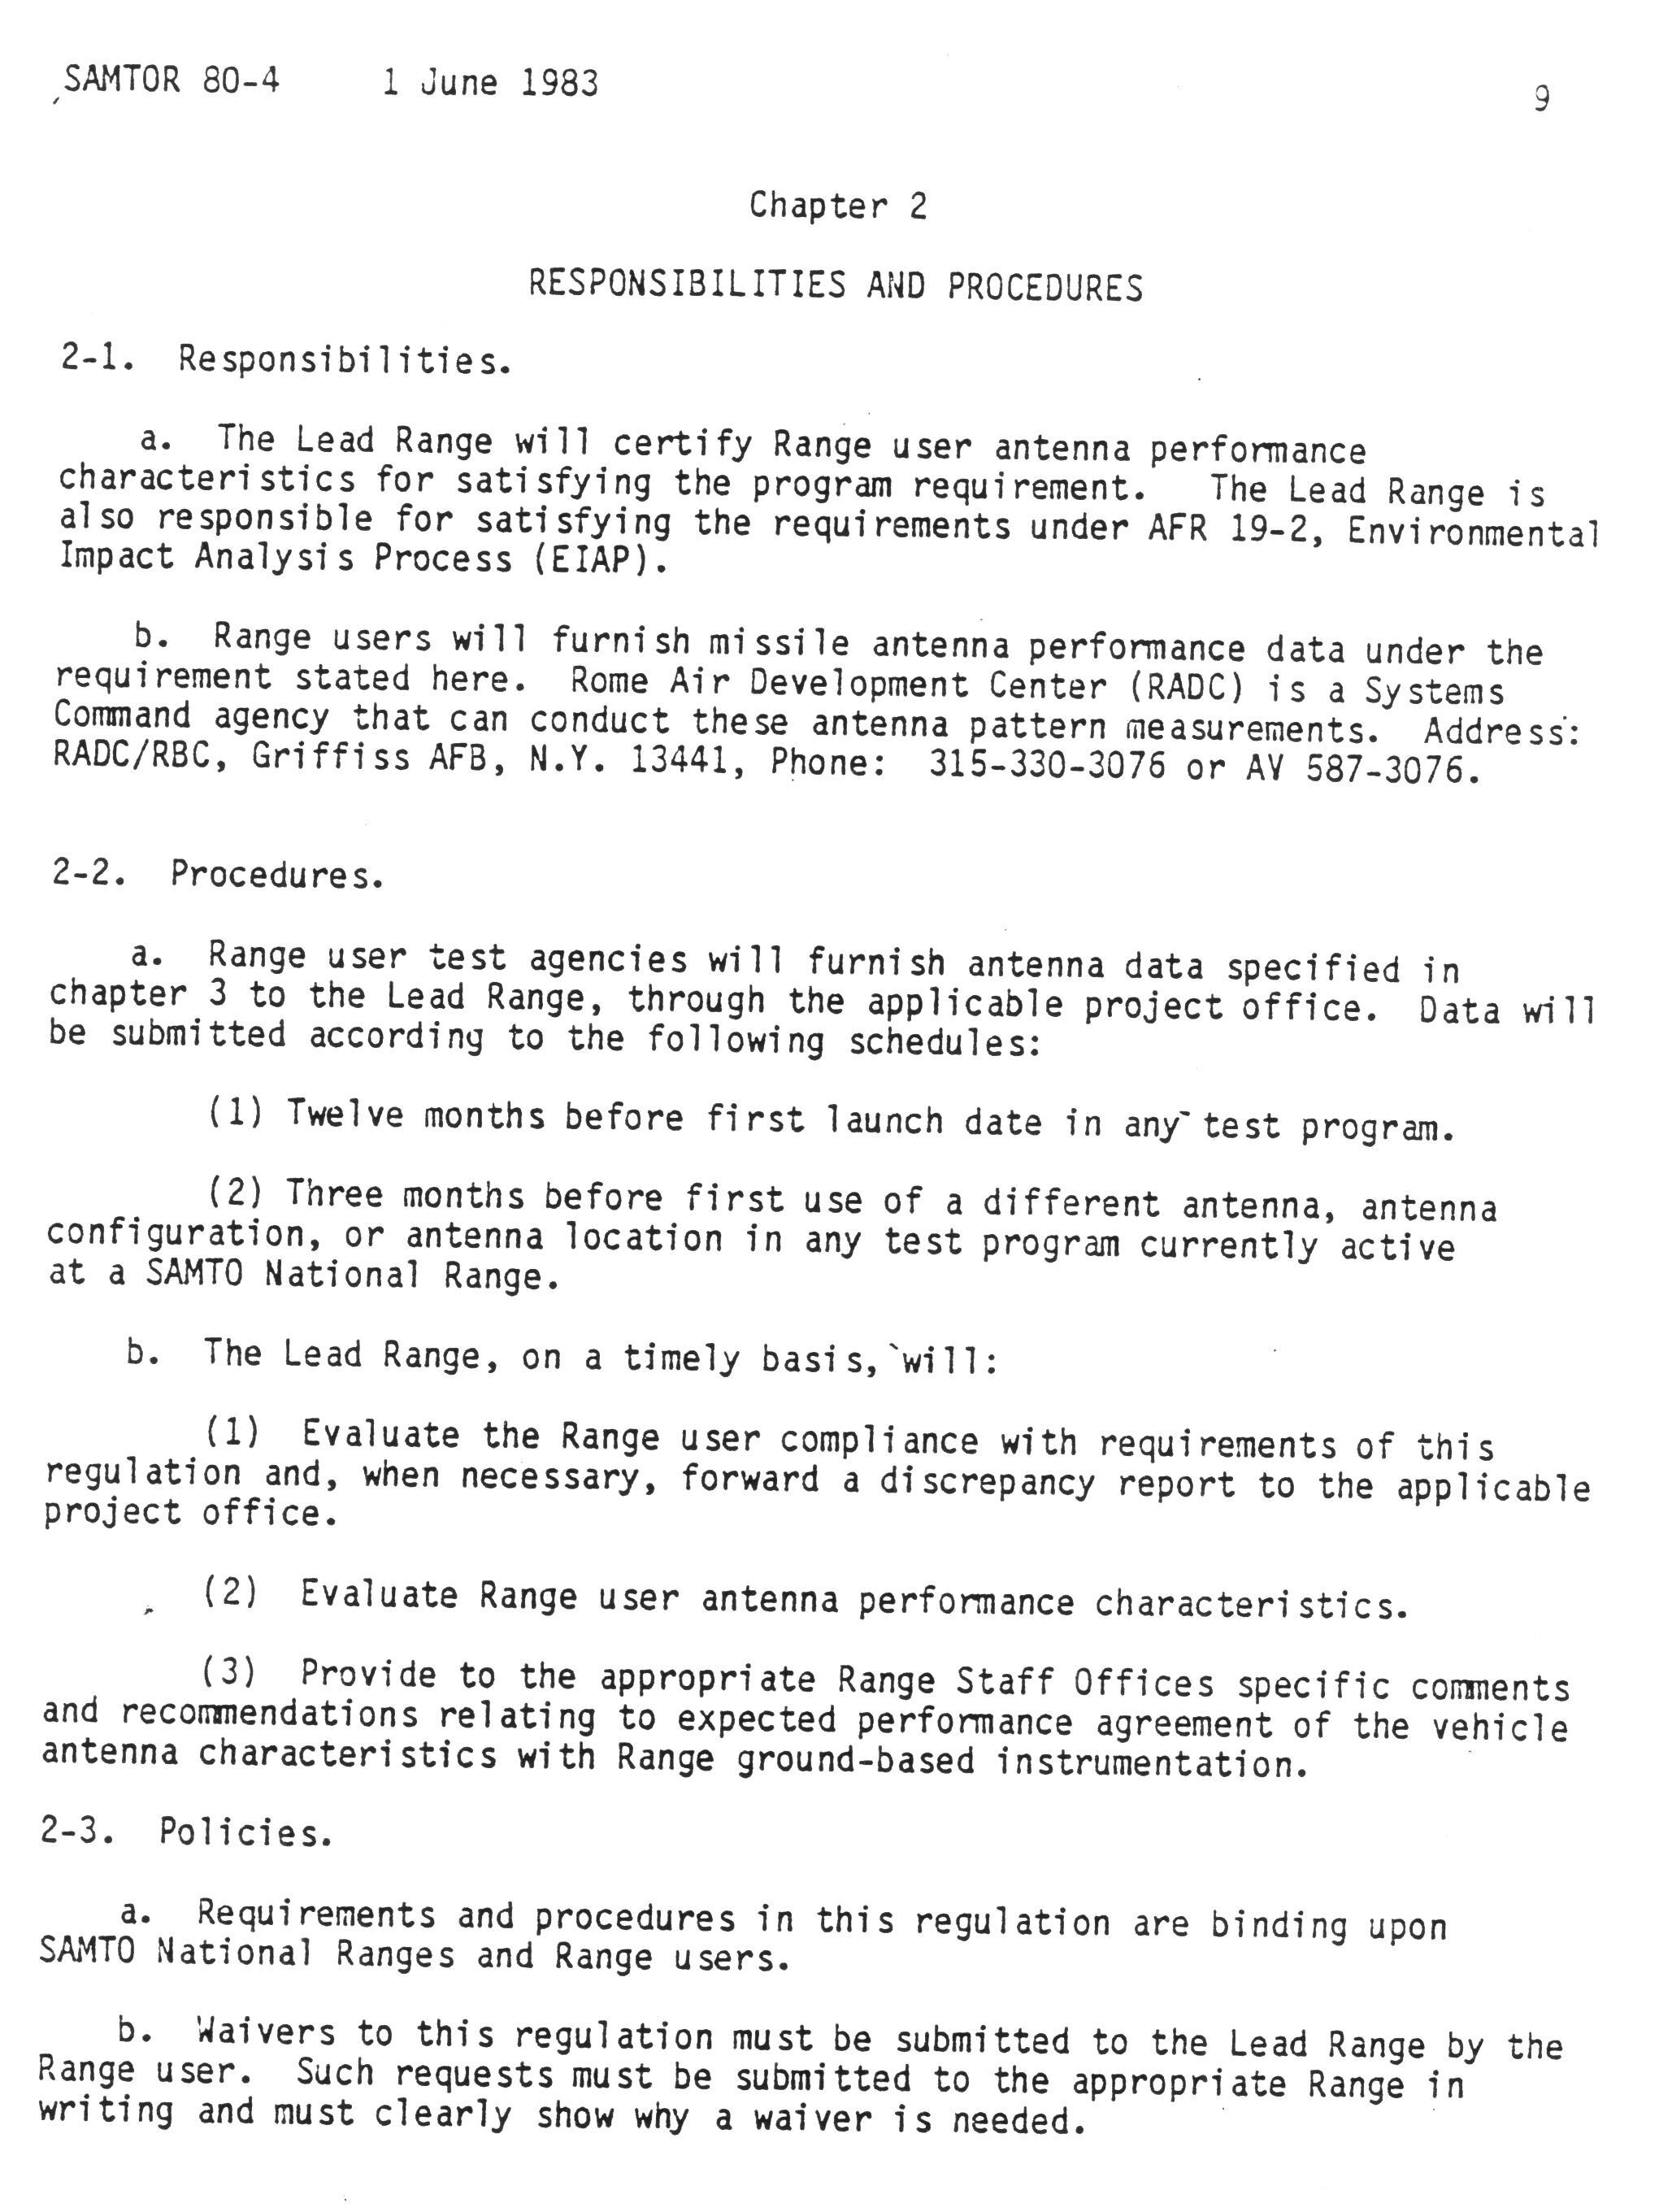 SAMTOR 80-4 1 June 1983
9
Chapter 2
RESPONSIBILITIES AND PROCEDURES
2-1. Responsibilities.
a. The Lead Range will certify Range user antenna performance
characteristics for satisfying the program requirement. The Lead Range is
also responsible for satisfying the requirements under AFR 19-2, Environmental
Impact Analysis Process (EIAP).
b. Range users will furnish missile antenna performance data under the
requirement stated here. Rome Air Development Center (RADC) is a Systems
Command agency that can conduct these antenna pattern measurements. Address:
RADC/RBC, Griffiss AFB, N.Y. 13441, Phone: 315-330-3076 or AV 587-3076.
2-2. Procedures.
a. Range user test agencies will furnish antenna data specified in
chapter 3 to the Lead Range, through the applicable project office. Data will
be submitted according to the following schedules:
(1) Twelve months before first launch date in any test program.
(2) Three months before first use of a different antenna, antenna
configuration, or antenna location in any test program currently active
at a SAMTO National Range.
b. The Lead Range, on a timely basis, will:
(1) Evaluate the Range user compliance with requirements of this
regulation and, when necessary, forward a discrepancy report to the applicable
project office.
(2) Evaluate Range user antenna performance characteristics.
(3) Provide to the appropriate Range Staff Offices specific comments
and recommendations relating to expected performance agreement of the vehicle
antenna characteristics with Range ground-based instrumentation.
2-3. Policies.
a. Requirements and procedures in this regulation are binding upon
SAMTO National Ranges and Range users.
b. Waivers to this regulation must be submitted to the Lead Range by the
Range user. Such requests must be submitted to the appropriate Range in
writing and must clearly show why a waiver is needed.